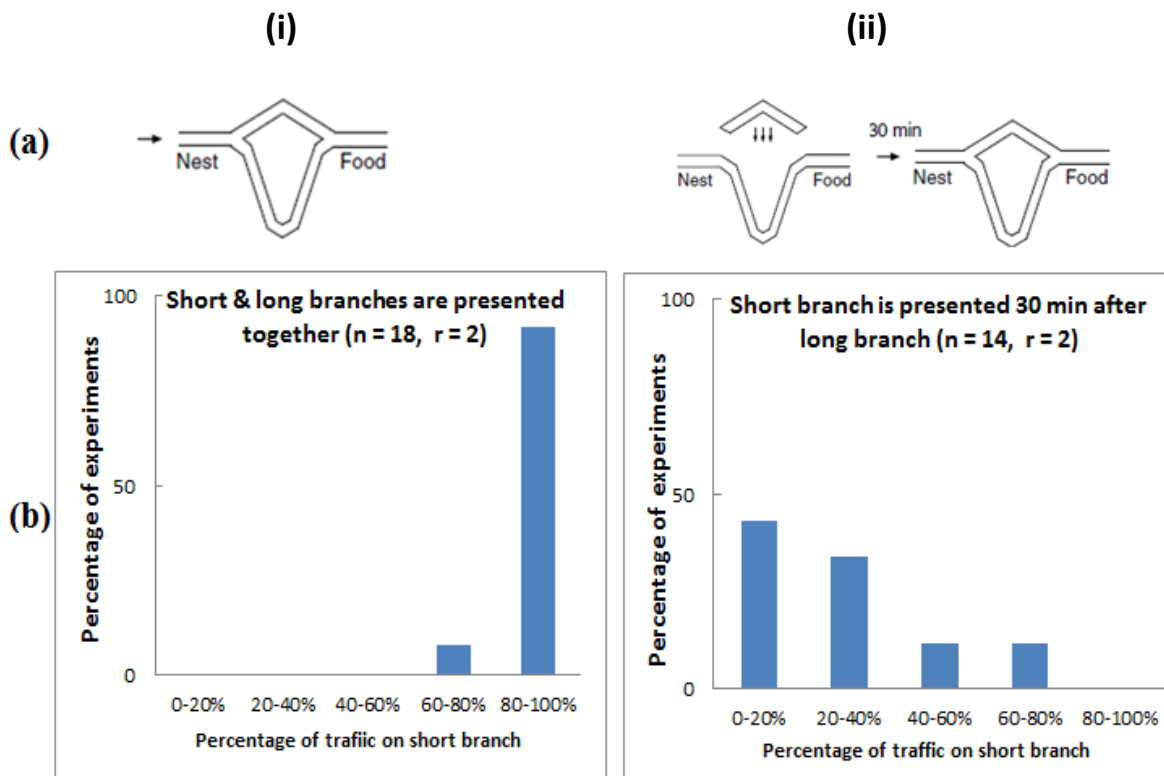 (i)
(ii)
(a)
Nest
Food
30 min
Nest
Food
Nest
Food
(b)
Short & long branches are presented
together (n = 18, r = 2)
Percentage of experiments
100
50
0
0-20%
20-40%
40-60%
60-80%
80-100%
Percentage of trafiic on short branch
Short branch is presented 30 min after
long branch (n = 14, r = 2)
Percentage of experiments
100
50
0
0-20%
20-40%
40-60%
60-80%
80-100%
Percentage of traffic on short branch